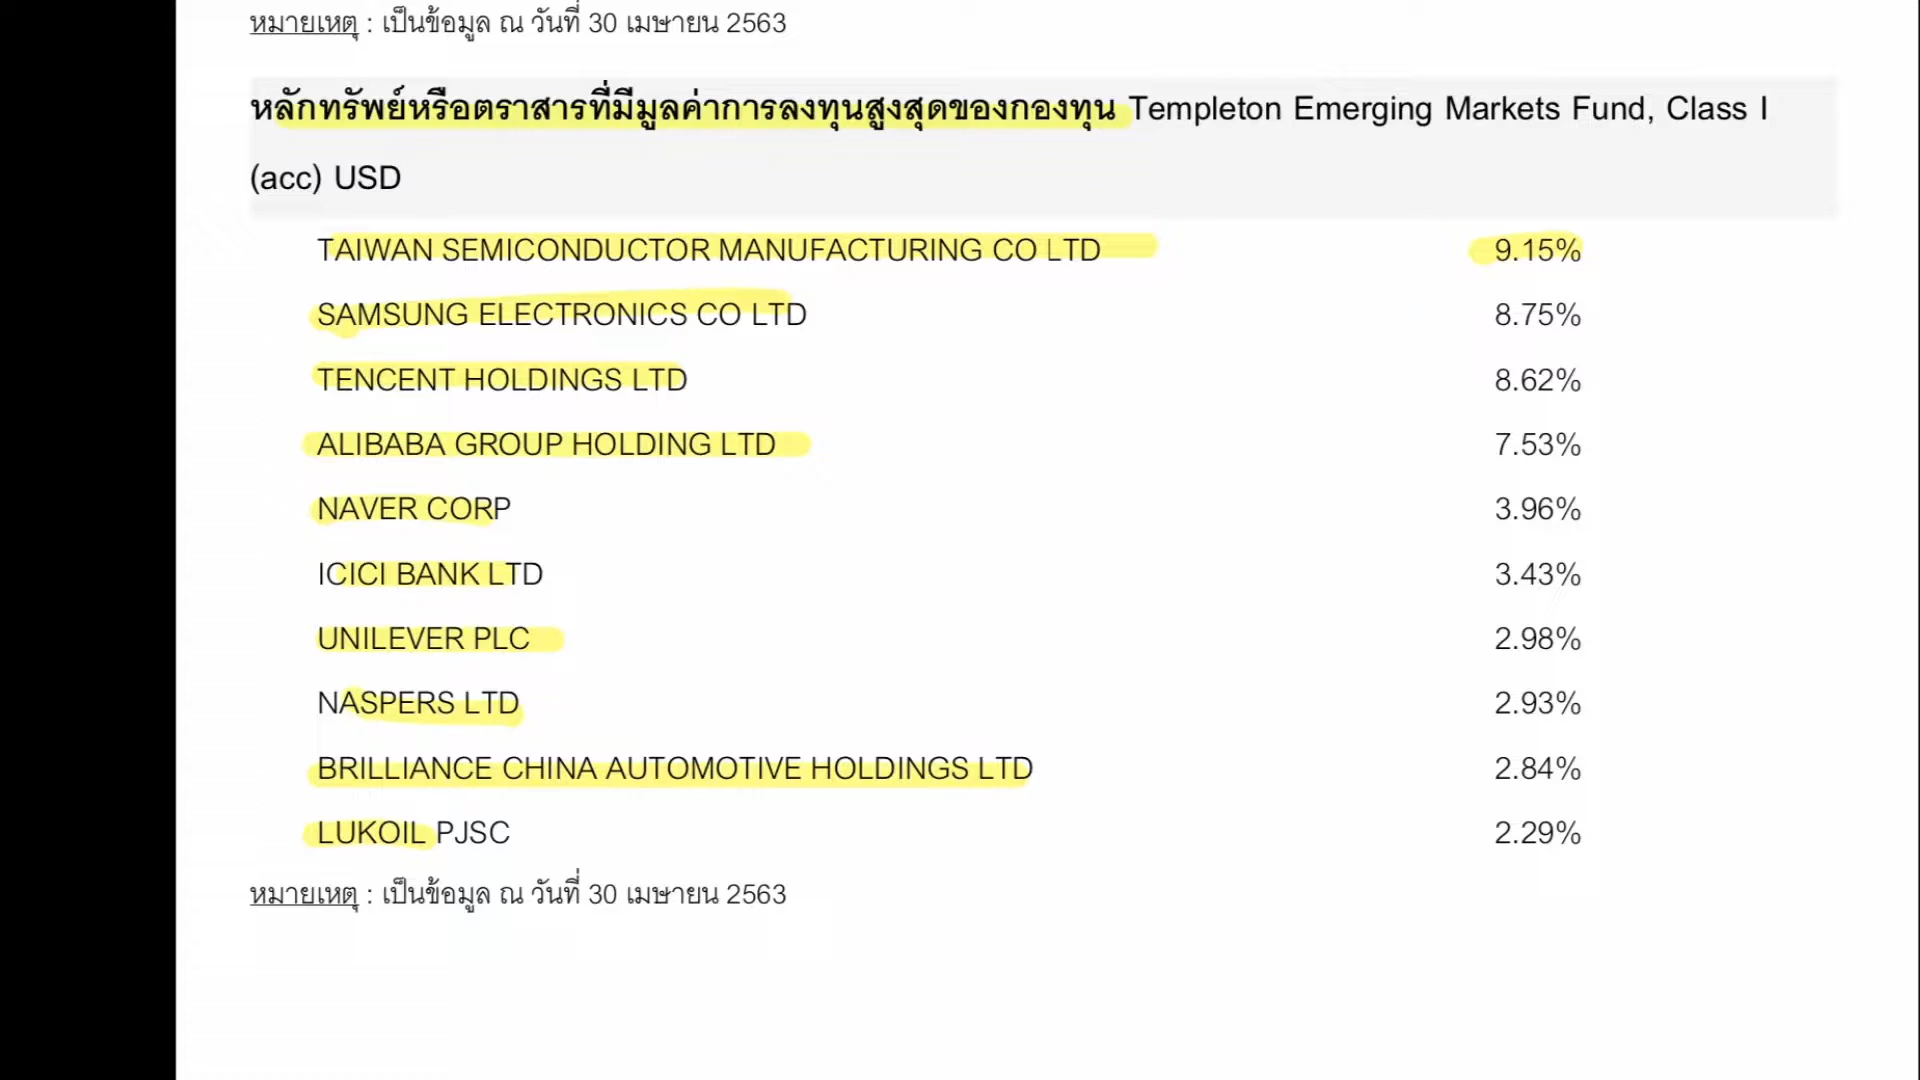 หมายเหตุ : เป็นข้อมูล ณ วันที่ 30 เมษายน 2563
หลักทรัพย์หรือตราสารที่มีมูลค่าการลงทุนสูงสุดของกองทุน Templeton Emerging Markets Fund, Class I
(acc) USD
TAIWAN SEMICONDUCTOR MANUFACTURING CO LTD 9.15%
SAMSUNG ELECTRONICS CO LTD 8.75%
TENCENT HOLDINGS LTD 8.62%
ALIBABA GROUP HOLDING LTD 7.53%
NAVER CORP 3.96%
ICICI BANK LTD 3.43%
UNILEVER PLC 2.98%
NASPERS LTD 2.93%
BRILLIANCE CHINA AUTOMOTIVE HOLDINGS LTD 2.84%
LUKOIL PJSC 2.29%
หมายเหตุ : เป็นข้อมูล ณ วันที่ 30 เมษายน 2563